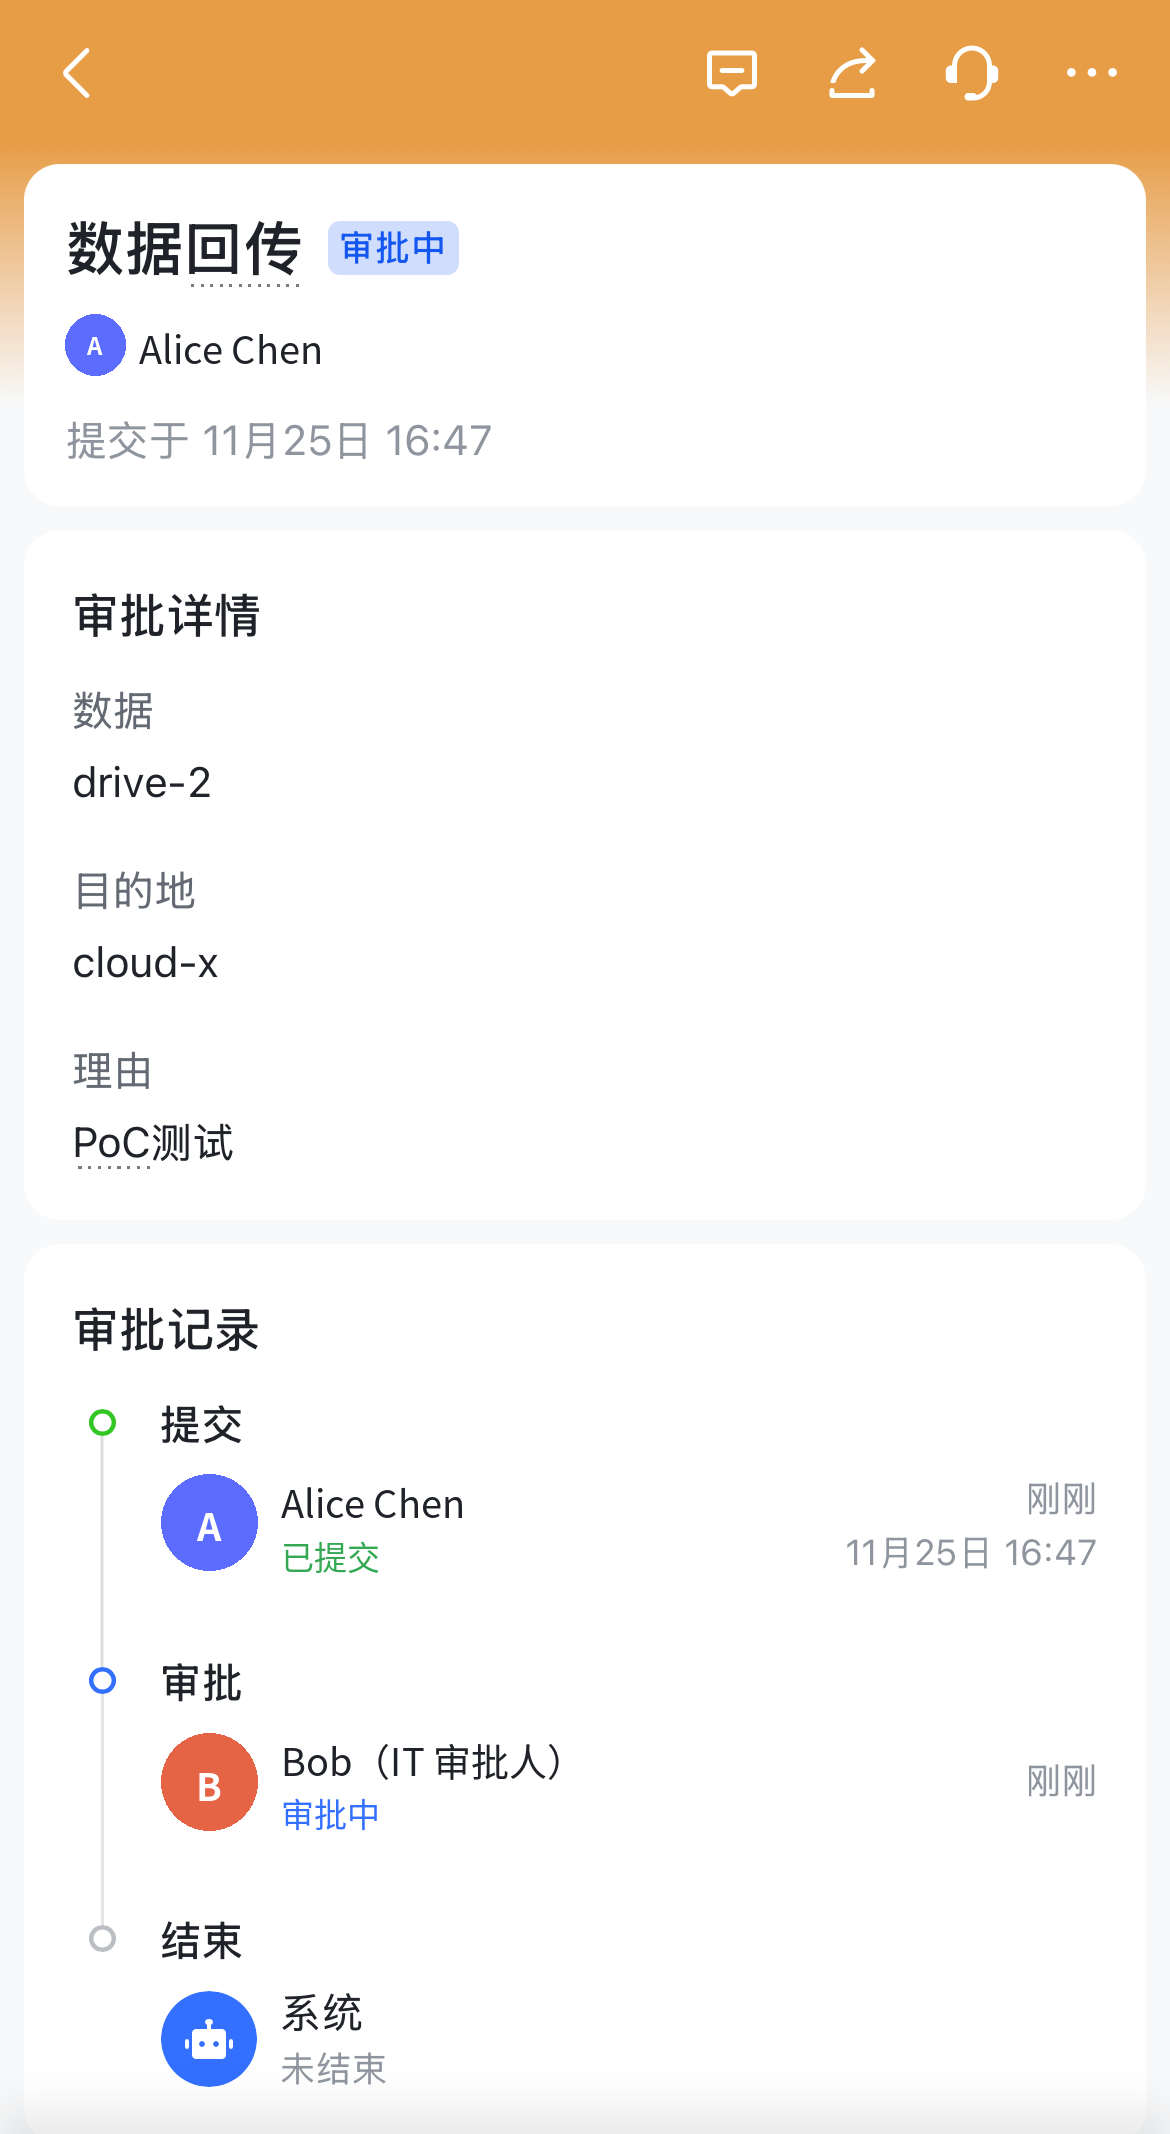 数据回传 审批中
A Alice Chen
提交于 11月25日 16:47
审批详情
数据
drive-2
目的地
cloud-x
理由
PoC测试
审批记录
提交
A Alice Chen 刚刚
已提交 11月25日 16:47
审批
B Bob（IT 审批人） 刚刚
审批中
结束
系统
未结束